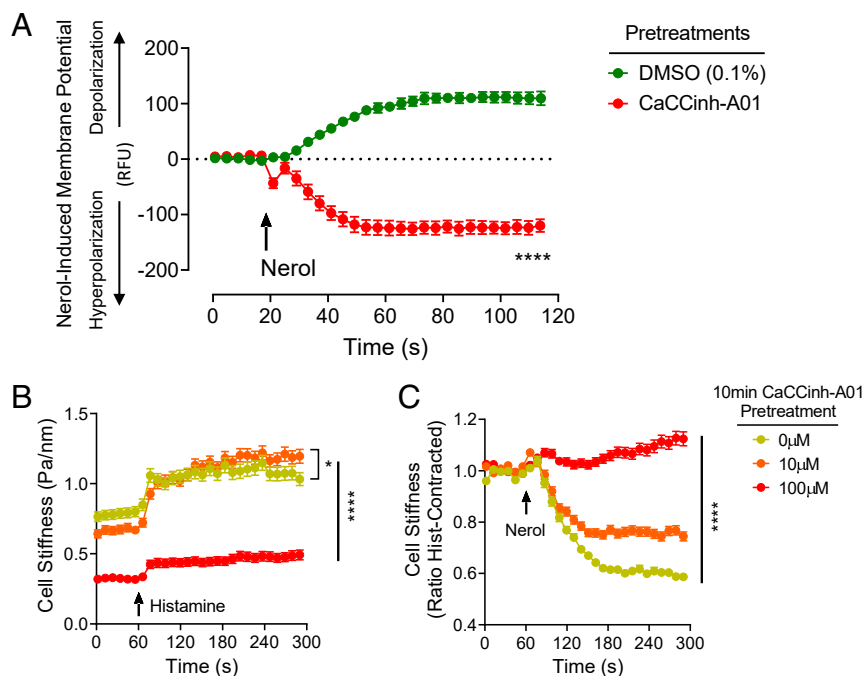 A
Nerol-Induced Membrane Potential
Hyperpolarization Depolarization
(RFU)
200
100
0
-100
-200
Nerol
****
0 20 40 60 80 100 120
Time (s)
Pretreatments
DMSO (0.1%)
CaCCinh-A01
B
Cell Stiffness (Pa/nm)
1.5
1.0
0.5
0.0
Histamine
*
****
0 60 120 180 240 300
Time (s)
C
Cell Stiffness
(Ratio Hist-Contracted)
1.2
1.0
0.8
0.6
0.4
Nerol
****
0 60 120 180 240 300
Time (s)
10min CaCCinh-A01
Pretreatment
0μM
10μM
100μM